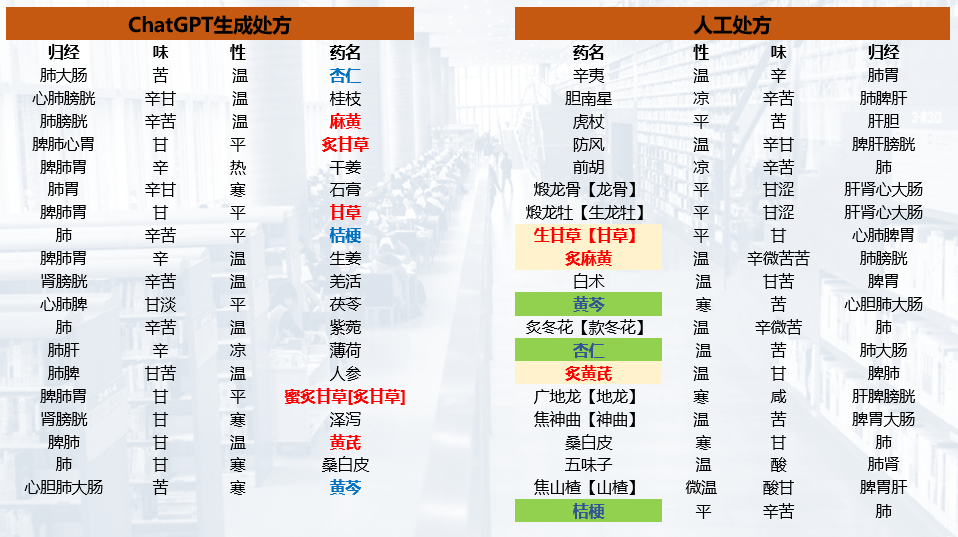 ChatGPT生成处方
归经 味 性 药名
肺大肠 苦 温 杏仁
心肺膀胱 辛甘 温 桂枝
肺膀胱 辛苦 温 麻黄
脾肺心胃 甘 平 炙甘草
脾肺胃 辛 热 干姜
肺胃 辛甘 寒 石膏
脾肺胃 甘 平 甘草
肺 辛苦 平 桔梗
脾肺胃 辛 温 生姜
肾膀胱 辛苦 温 羌活
心肺脾 甘淡 平 茯苓
肺 辛苦 温 紫菀
肺肝 辛 凉 薄荷
肺脾 甘苦 温 人参
脾肺胃 甘 平 蜜炙甘草[炙甘草]
肾膀胱 甘 寒 泽泻
脾肺 甘 温 黄芪
肺 甘 寒 桑白皮
心胆肺大肠 苦 寒 黄芩
人工处方
药名 性 味 归经
辛夷 温 辛 肺胃
胆南星 凉 辛苦 肺脾肝
虎杖 平 苦 肝胆
防风 温 辛甘 脾肝膀胱
前胡 凉 辛苦 肺
煅龙骨【龙骨】 平 甘涩 肝肾心大肠
煅龙牡【生龙牡】 平 甘涩 肝肾心大肠
生甘草【甘草】 平 甘 心肺脾胃
炙麻黄 温 辛微苦苦 肺膀胱
白术 温 甘苦 脾胃
黄芩 寒 苦 心胆肺大肠
炙冬花【款冬花】 温 辛微苦 肺
杏仁 温 苦 肺大肠
炙黄芪 温 甘 脾肺
广地龙【地龙】 寒 咸 肝脾膀胱
焦神曲【神曲】 温 苦 脾胃大肠
桑白皮 寒 甘 肺
五味子 温 酸 肺肾
焦山楂【山楂】 微温 酸甘 脾胃肝
桔梗 平 辛苦 肺